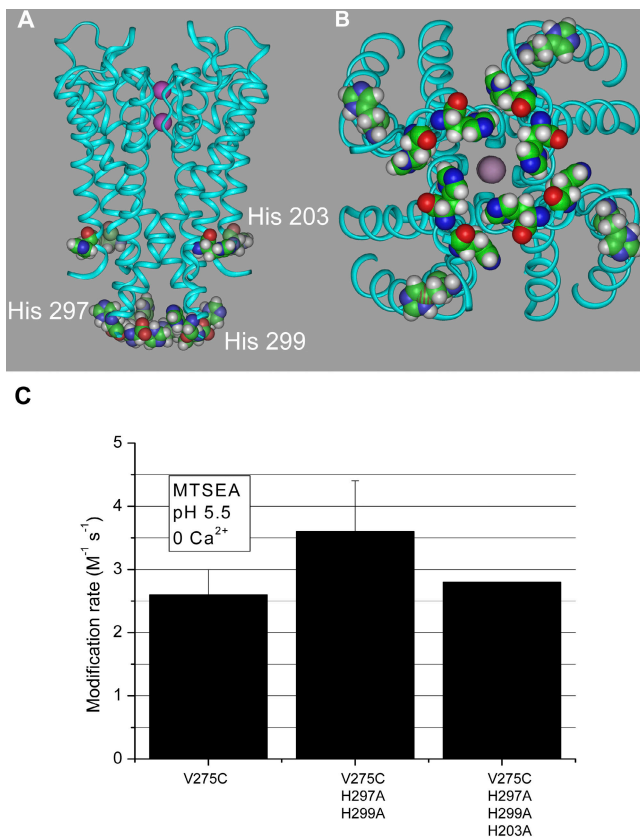 A
B
His 203
His 297
His 299
C
Modification rate (M⁻¹ s⁻¹)
5
4
3
2
1
0
MTSEA
pH 5.5
0 Ca²⁺
V275C
V275C
H297A
H299A
V275C
H297A
H299A
H203A